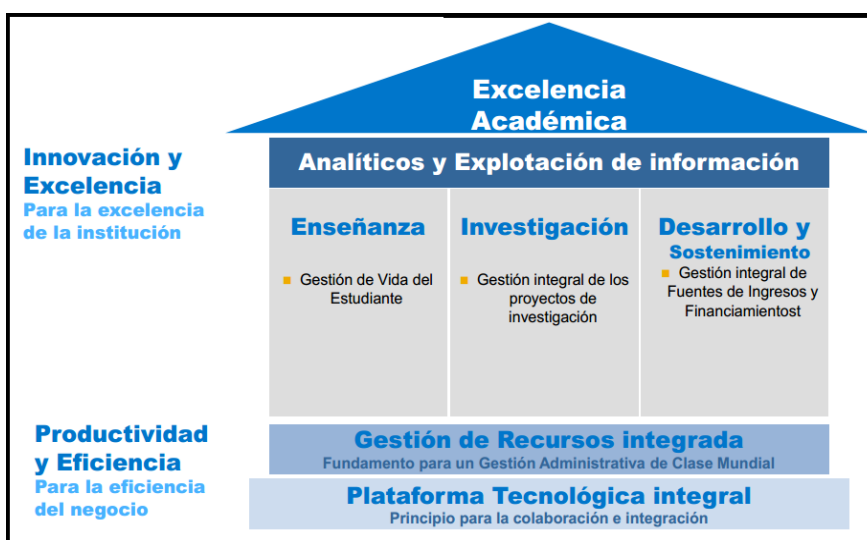 Excelencia
Académica
Innovación y
Excelencia
Para la excelencia
de la institución
Analíticos y Explotación de información
Enseñanza
Gestión de Vida del
Estudiante
Investigación
Gestión integral de los
proyectos de
investigación
Desarrollo y
Sostenimiento
Gestión integral de
Fuentes de Ingresos y
Financiamientost
Productividad
y Eficiencia
Para la eficiencia
del negocio
Gestión de Recursos integrada
Fundamento para un Gestión Administrativa de Clase Mundial
Plataforma Tecnológica integral
Principio para la colaboración e integración